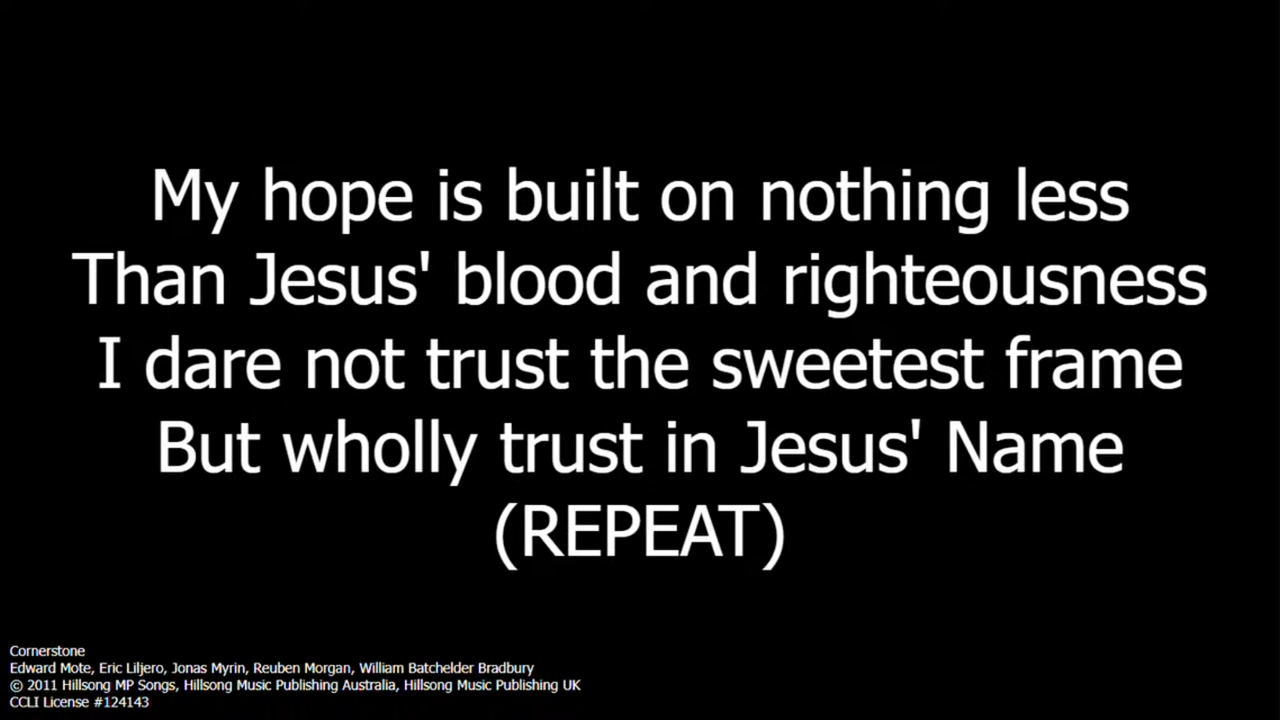 My hope is built on nothing less
Than Jesus' blood and righteousness
I dare not trust the sweetest frame
But wholly trust in Jesus' Name
(REPEAT)
Cornerstone
Edward Mote, Eric Liljero, Jonas Myrin, Reuben Morgan, William Batchelder Bradbury
© 2011 Hillsong MP Songs, Hillsong Music Publishing Australia, Hillsong Music Publishing UK
CCLI License #124143